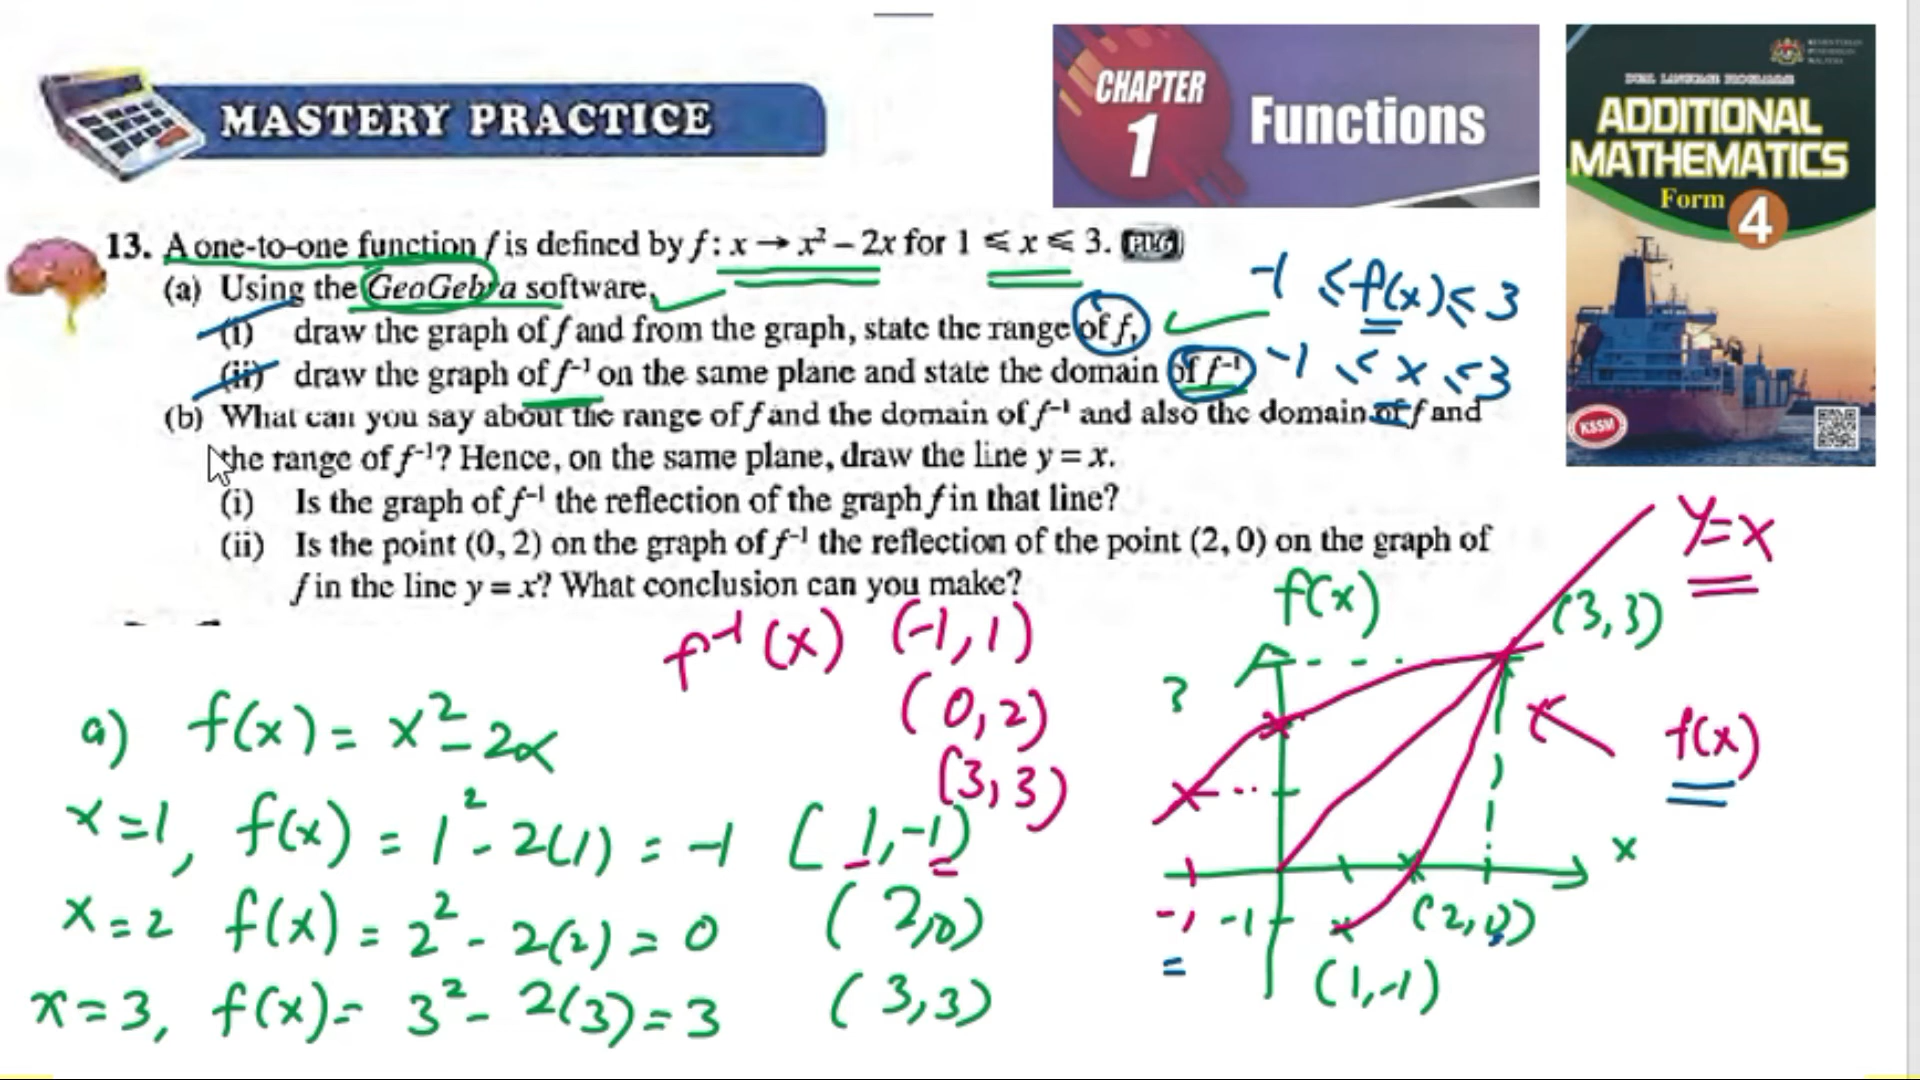 MASTERY PRACTICE
CHAPTER
1
Functions
DUAL LANGUAGE PROGRAMME
ADDITIONAL
MATHEMATICS
Form 4
KSSM
13. A one-to-one function f is defined by f : x → x² − 2x for 1 ⩽ x ⩽ 3. PL6
(a) Using the GeoGebra software,
(i) draw the graph of f and from the graph, state the range of f,
-1 ≤ f(x) ≤ 3
(ii) draw the graph of f⁻¹ on the same plane and state the domain of f⁻¹
-1 ≤ x ≤ 3
(b) What can you say about the range of f and the domain of f⁻¹ and also the domain of f and
the range of f⁻¹? Hence, on the same plane, draw the line y = x.
(i) Is the graph of f⁻¹ the reflection of the graph f in that line?
(ii) Is the point (0, 2) on the graph of f⁻¹ the reflection of the point (2, 0) on the graph of
f in the line y = x? What conclusion can you make?
f⁻¹(x) (-1, 1)
(0, 2)
(3, 3)
a) f(x) = x² - 2x
x = 1, f(x) = 1² - 2(1) = -1 (1, -1)
x = 2 f(x) = 2² - 2(2) = 0 (2, 0)
x = 3, f(x) = 3² - 2(3) = 3 (3, 3)
y = x
f(x)
(3, 3)
3
f(x)
x
-1
-1
(2, 0)
(1, -1)